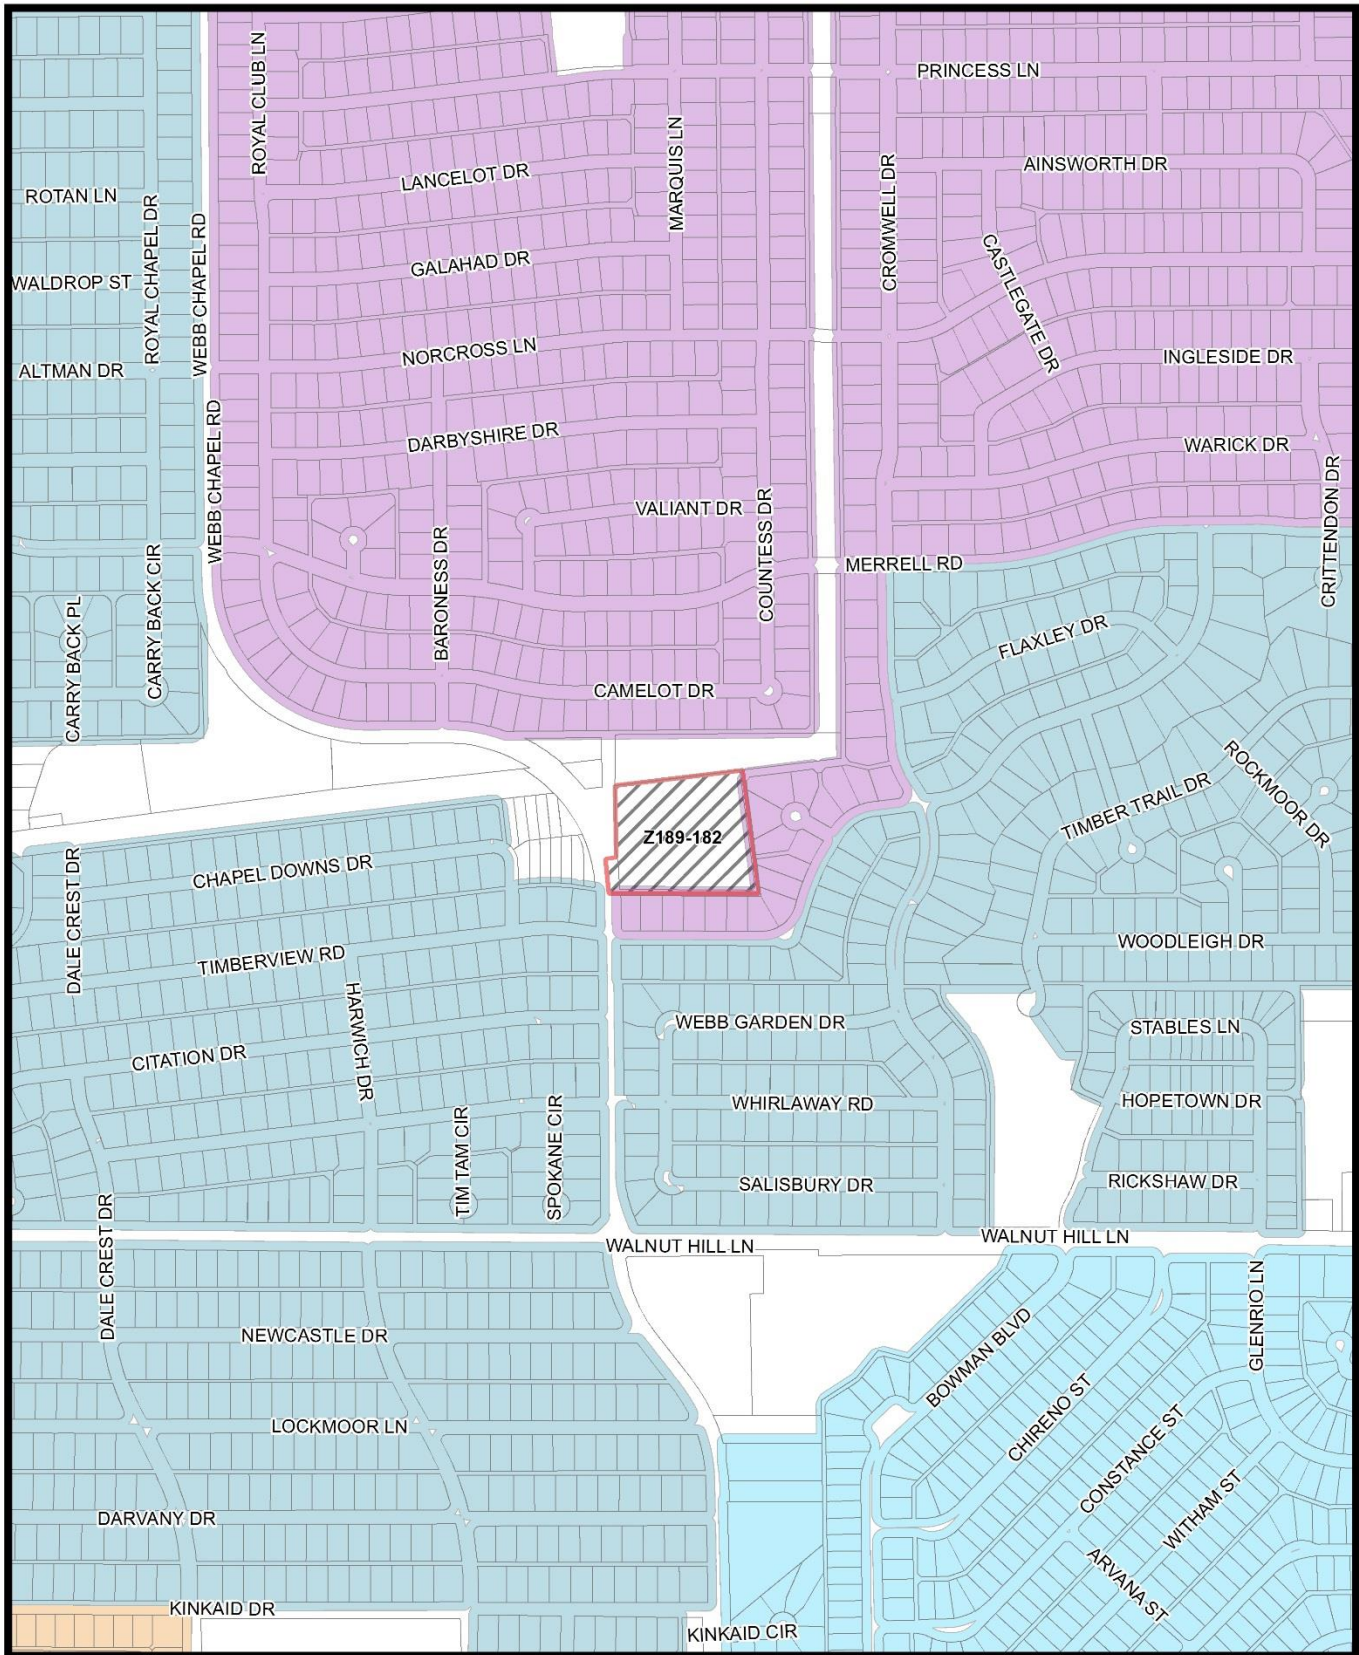 ROYAL CLUB LN
PRINCESS LN
MARQUIS LN
LANCELOT DR
AINSWORTH DR
CROMWELL DR
ROTAN LN
ROYAL CHAPEL DR
WEBB CHAPEL RD
CASTLEGATE DR
GALAHAD DR
WALDROP ST
NORCROSS LN
INGLESIDE DR
ALTMAN DR
DARBYSHIRE DR
WARICK DR
WEBB CHAPEL RD
CRITTENDON DR
VALIANT DR
COUNTESS DR
BARONESS DR
MERRELL RD
CARRY BACK CIR
CARRY BACK PL
FLAXLEY DR
CAMELOT DR
ROCKMOOR DR
TIMBER TRAIL DR
Z189-182
CHAPEL DOWNS DR
DALE CREST DR
WOODLEIGH DR
TIMBERVIEW RD
HARWICH DR
WEBB GARDEN DR
STABLES LN
CITATION DR
WHIRLAWAY RD
HOPETOWN DR
TIM TAM CIR
SPOKANE CIR
SALISBURY DR
RICKSHAW DR
WALNUT HILL LN
WALNUT HILL LN
DALE CREST DR
GLENRIO LN
NEWCASTLE DR
BOWMAN BLVD
LOCKMOOR LN
CHIRENO ST
CONSTANCE ST
WITHAM ST
DARVANY DR
ARVANA ST
KINKAID DR
KINKAID CIR